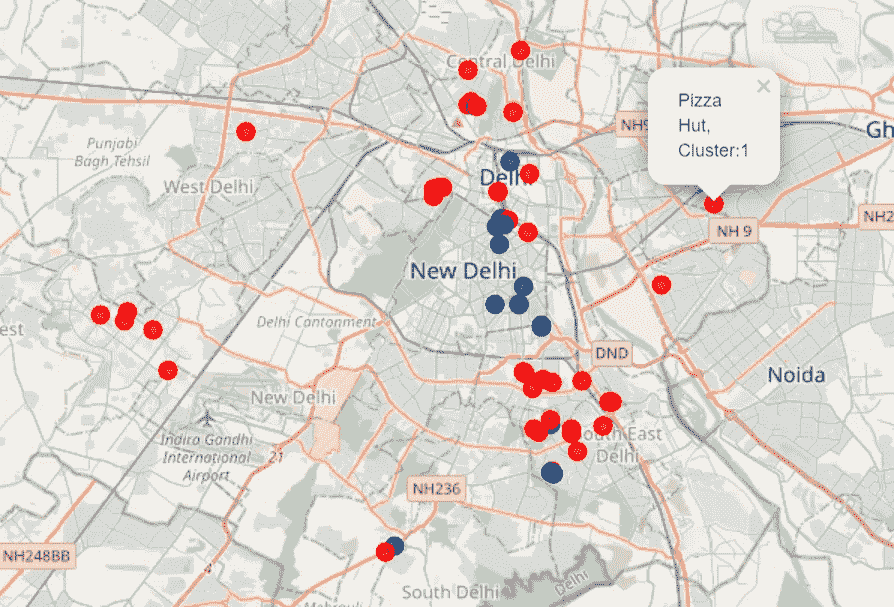 Central Delhi
×
Pizza
Hut,
Cluster:1
NH9
Gh
Punjabi
Bagh Tehsil
West Delhi
Delhi
NH2
NH 9
New Delhi
est
Delhi Cantonment
DND
Noida
New Delhi
Indira Gandhi
International
Airport
21
South East
Delhi
NH236
NH248BB
4
Delhi
South Delhi
Mehrauli